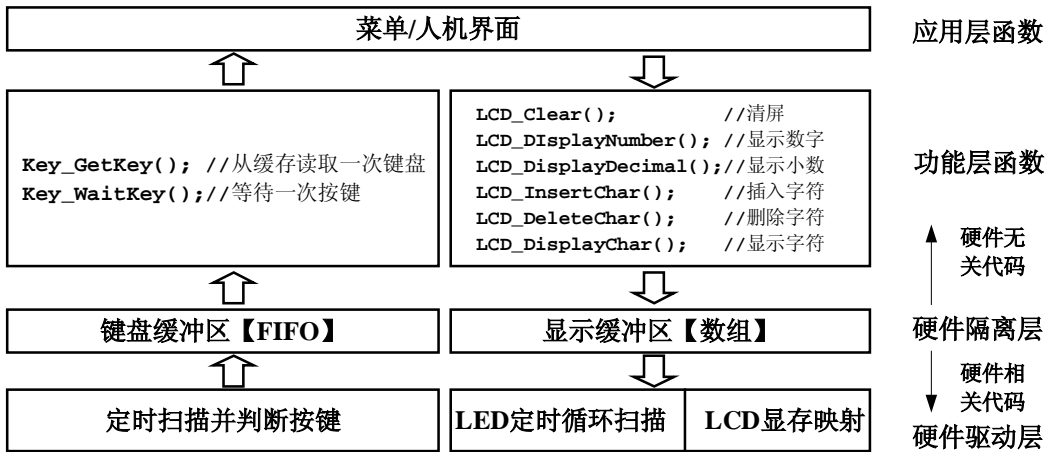 菜单/人机界面
应用层函数
Key_GetKey(); //从缓存读取一次键盘
Key_WaitKey();//等待一次按键
LCD_Clear(); //清屏
LCD_DIsplayNumber(); //显示数字
LCD_DisplayDecimal();//显示小数
LCD_InsertChar(); //插入字符
LCD_DeleteChar(); //删除字符
LCD_DisplayChar(); //显示字符
功能层函数
硬件无
关代码
键盘缓冲区【FIFO】
显示缓冲区【数组】
硬件隔离层
硬件相
关代码
定时扫描并判断按键
LED定时循环扫描
LCD显存映射
硬件驱动层